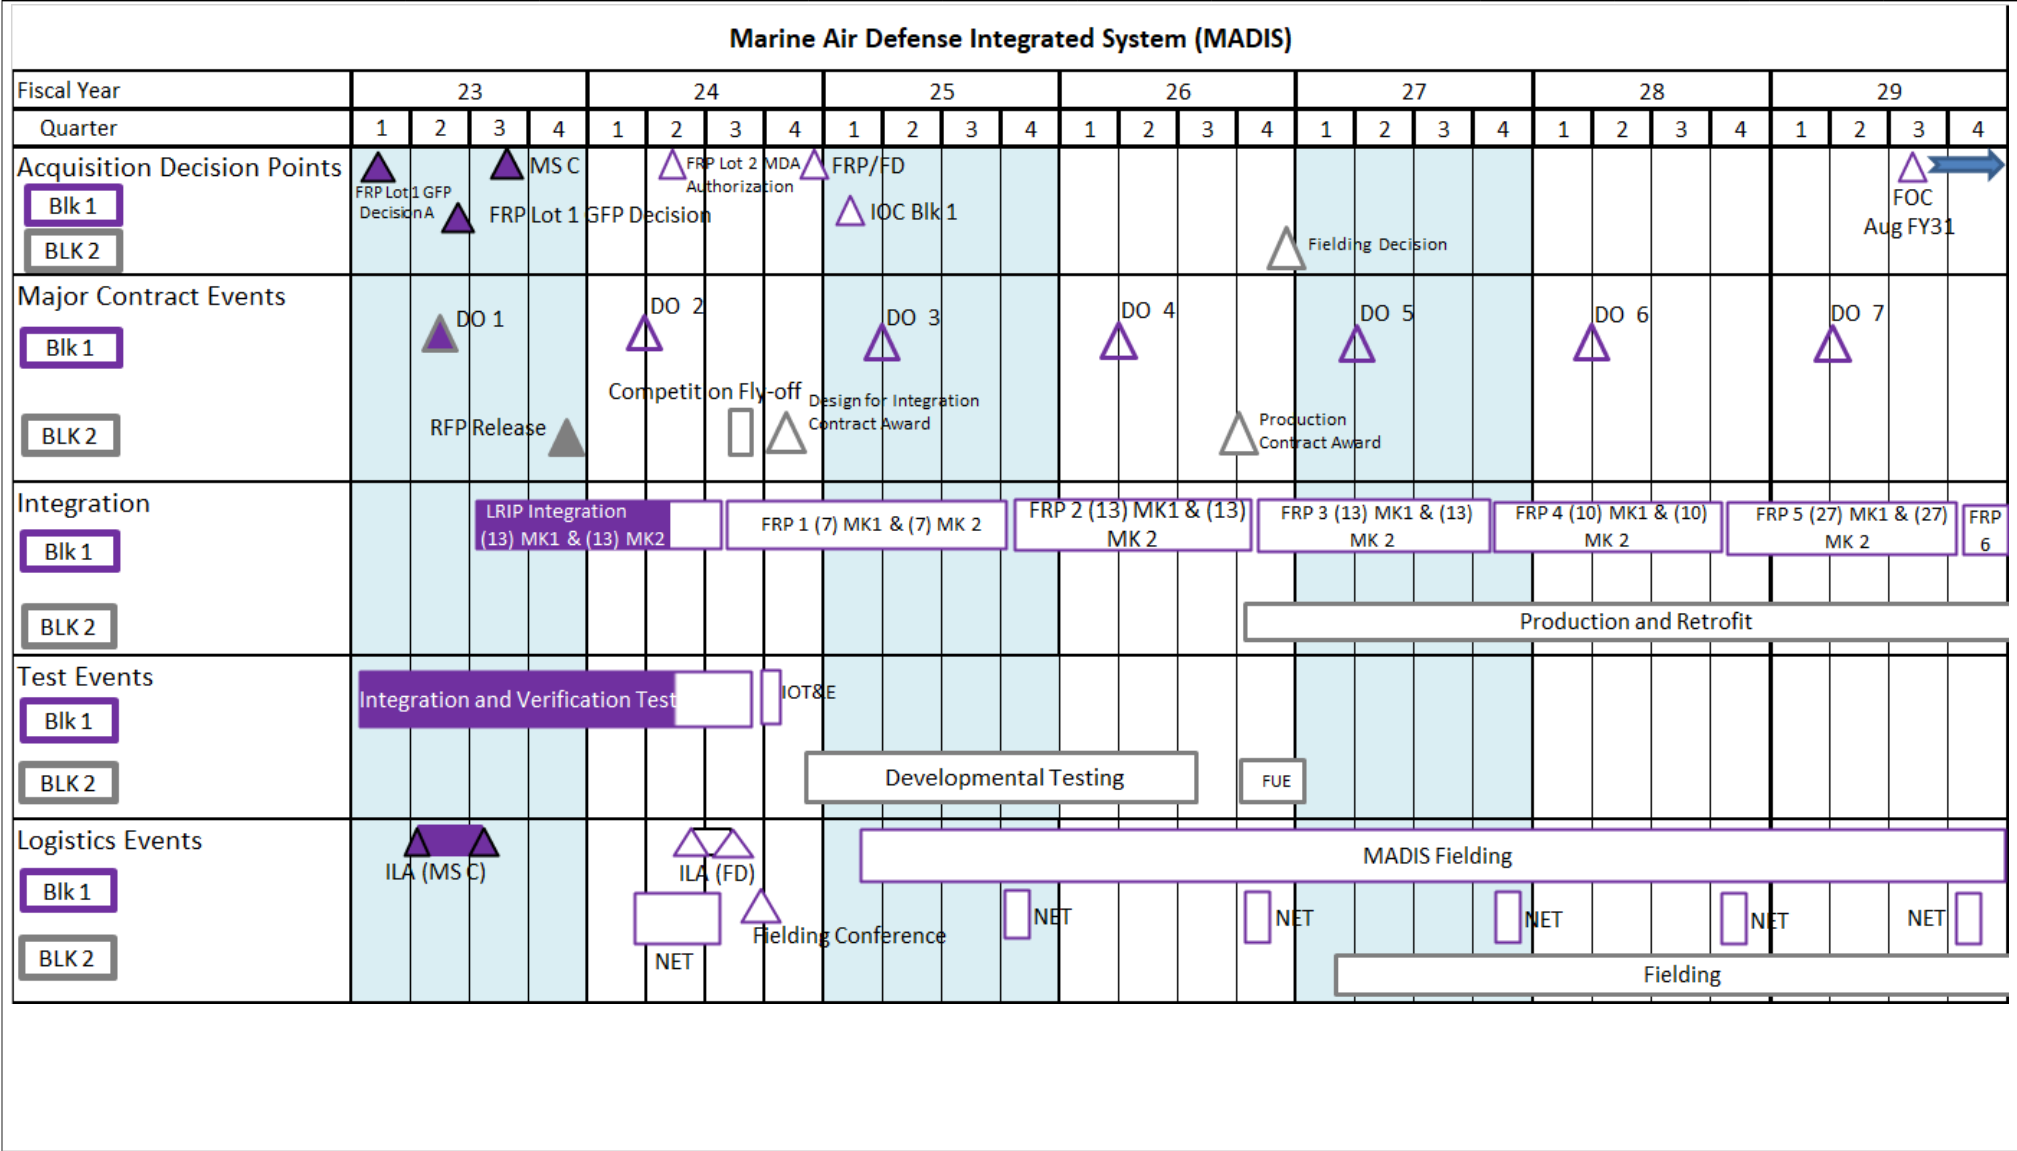 Marine Air Defense Integrated System (MADIS)
Fiscal Year 23 24 25 26 27 28 29
Quarter 1 2 3 4 1 2 3 4 1 2 3 4 1 2 3 4 1 2 3 4 1 2 3 4 1 2 3 4
Acquisition Decision Points
Blk 1
BLK 2
FRP Lot 1 GFP
Decision A
MS C
FRP Lot 1 GFP Decision
FRP Lot 2 MDA
Authorization
FRP/FD
IOC Blk 1
Fielding Decision
FOC
Aug FY31
Major Contract Events
Blk 1
DO 1
DO 2
DO 3
DO 4
DO 5
DO 6
DO 7
BLK 2
RFP Release
Competition Fly-off
Design for Integration
Contract Award
Production
Contract Award
Integration
Blk 1
LRIP Integration
(13) MK1 & (13) MK2
FRP 1 (7) MK1 & (7) MK 2
FRP 2 (13) MK1 & (13)
MK 2
FRP 3 (13) MK1 & (13)
MK 2
FRP 4 (10) MK1 & (10)
MK 2
FRP 5 (27) MK1 & (27)
MK 2
FRP
6
BLK 2
Production and Retrofit
Test Events
Blk 1
Integration and Verification Test
IOT&E
BLK 2
Developmental Testing
FUE
Logistics Events
Blk 1
BLK 2
ILA (MS C)
ILA (FD)
MADIS Fielding
NET
Fielding Conference
NET
NET
NET
NET
NET
Fielding